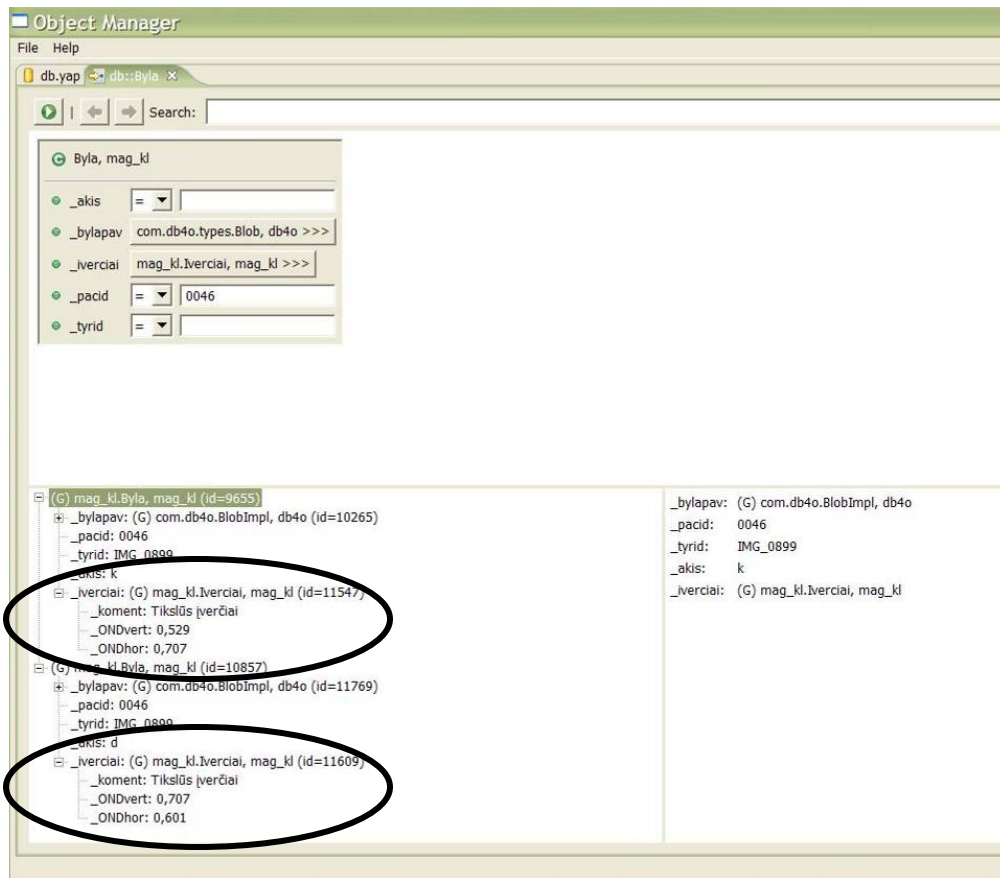 Object Manager
File Help
db.yap db::Byla
Search:
Byla, mag_kl
_akis =
_bylapav com.db4o.types.Blob, db4o >>>
_iverciai mag_kl.Iverciai, mag_kl >>>
_pacid = 0046
_tyrid =
(G) mag_kl.Byla, mag_kl (id=9655)
_bylapav: (G) com.db4o.BlobImpl, db4o (id=10265)
_pacid: 0046
_tyrid: IMG_0899
_akis: k
_iverciai: (G) mag_kl.Iverciai, mag_kl (id=11547)
_koment: Tikslūs įverčiai
_ONDvert: 0,529
_ONDhor: 0,707
(G) mag_kl.Byla, mag_kl (id=10857)
_bylapav: (G) com.db4o.BlobImpl, db4o (id=11769)
_pacid: 0046
_tyrid: IMG_0899
_akis: d
_iverciai: (G) mag_kl.Iverciai, mag_kl (id=11609)
_koment: Tikslūs įverčiai
_ONDvert: 0,707
_ONDhor: 0,601
_bylapav: (G) com.db4o.BlobImpl, db4o
_pacid: 0046
_tyrid: IMG_0899
_akis: k
_iverciai: (G) mag_kl.Iverciai, mag_kl